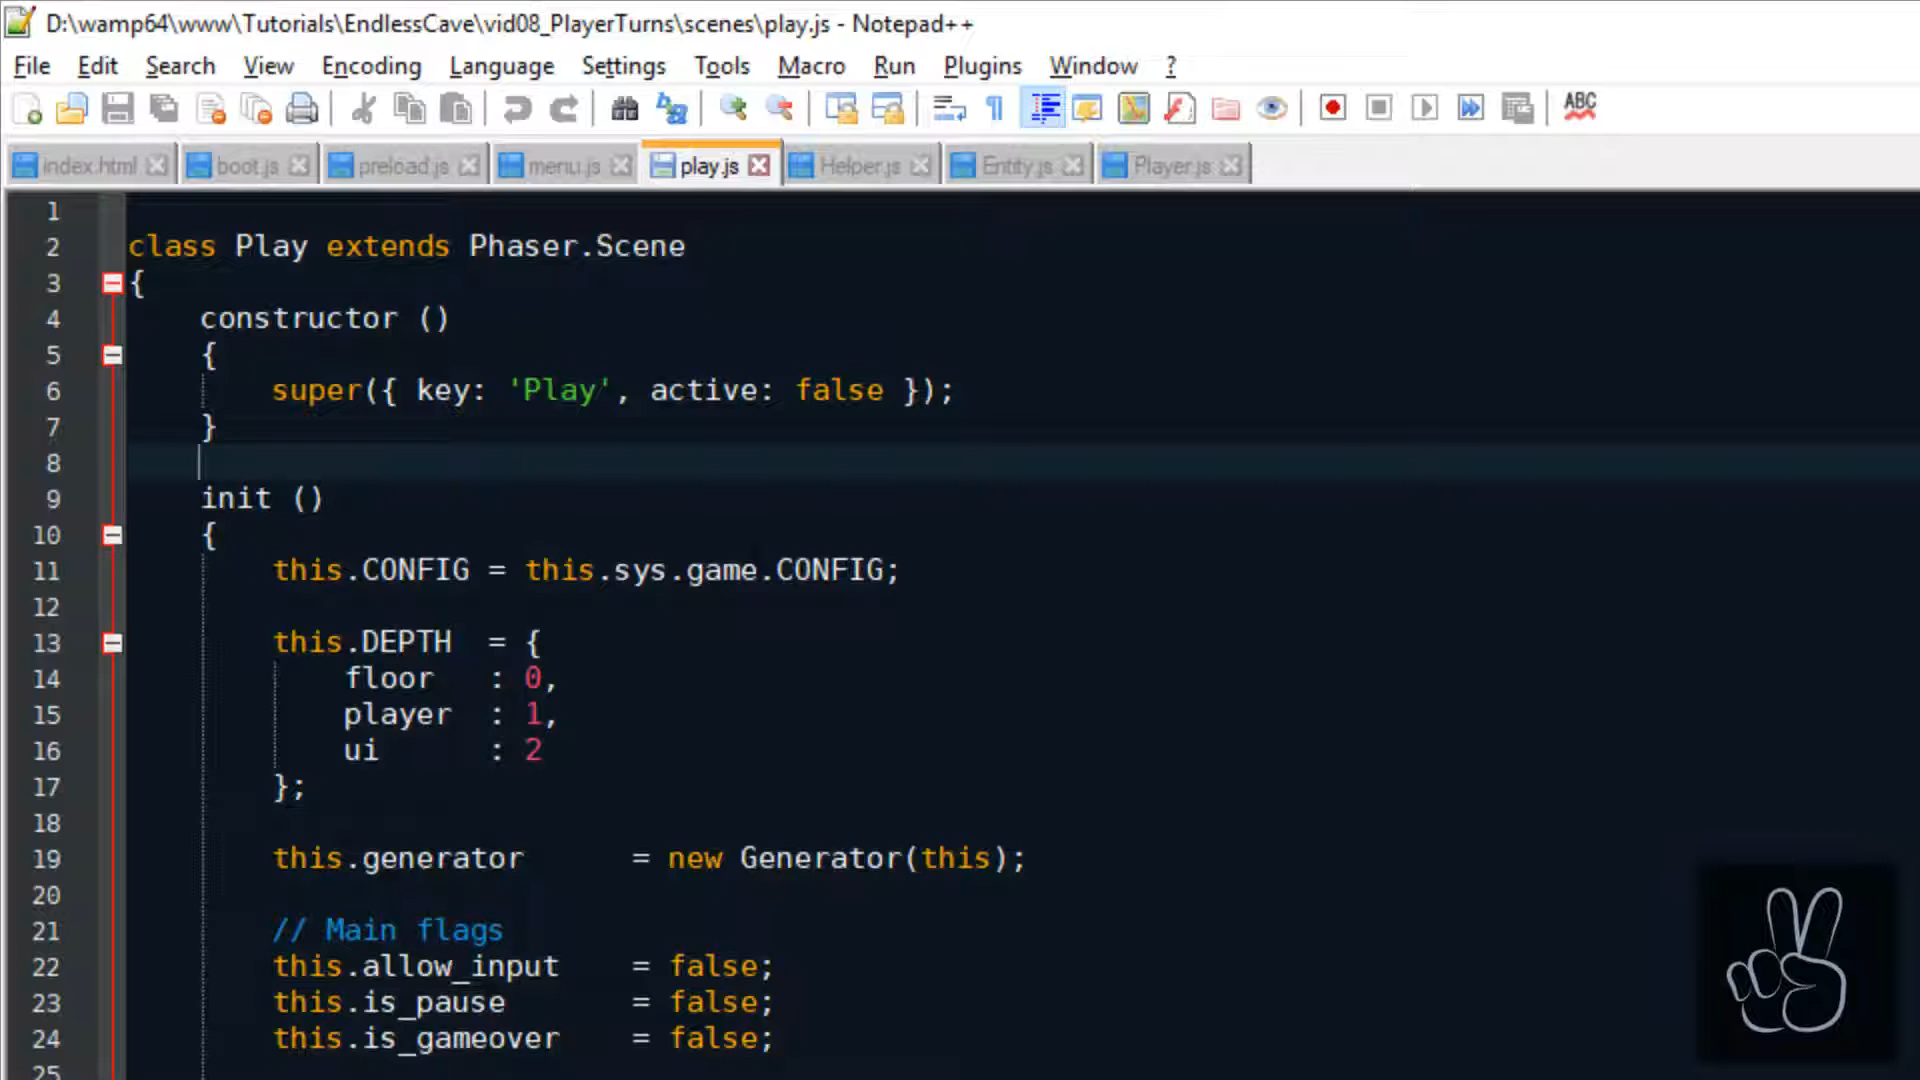 D:\wamp64\www\Tutorials\EndlessCave\vid08_PlayerTurns\scenes\play.js - Notepad++
File Edit Search View Encoding Language Settings Tools Macro Run Plugins Window ?
ABC
index.html boot.js preload.js menu.js play.js Helper.js Entity.js Player.js
1
2 class Play extends Phaser.Scene
3 {
4 constructor ()
5 {
6 super({ key: 'Play', active: false });
7 }
8
9 init ()
10 {
11 this.CONFIG = this.sys.game.CONFIG;
12
13 this.DEPTH = {
14 floor : 0,
15 player : 1,
16 ui : 2
17 };
18
19 this.generator = new Generator(this);
20
21 // Main flags
22 this.allow_input = false;
23 this.is_pause = false;
24 this.is_gameover = false;
25